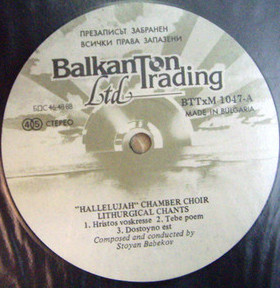 ПРЕЗАПИСЪТ ЗАБРАНЕН
ВСИЧКИ ПРАВА ЗАПАЗЕНИ
BalkanTon
Trading
Ltd.
БДС
BTTxM 1047-A
MADE IN BULGARIA
СТЕРЕО
"HALLELUJAH" CHAMBER CHOIR
LITHURGICAL CHANTS
1. Hristos voskresse 2. Tebe poem
3. Dostoyno est
Composed and conducted by
Stoyan Babekov